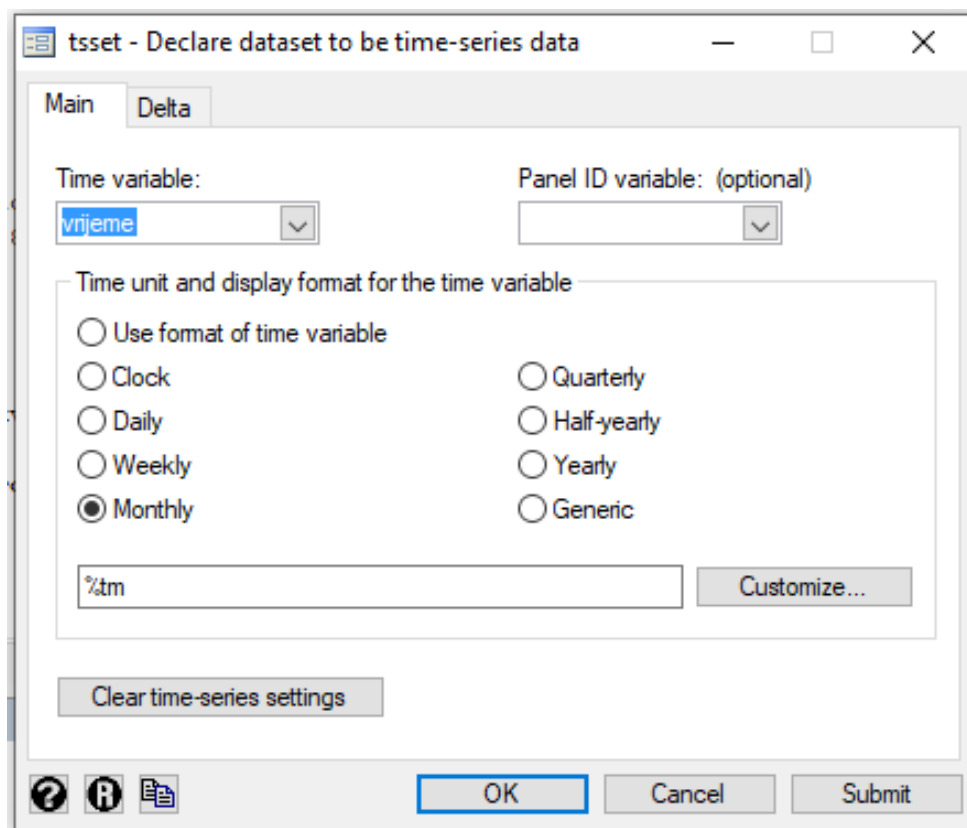 tsset - Declare dataset to be time-series data
Main
Delta
Time variable:
Panel ID variable: (optional)
vrijeme
Time unit and display format for the time variable
Use format of time variable
Clock
Quarterly
Daily
Half-yearly
Weekly
Yearly
Monthly
Generic
%tm
Customize...
Clear time-series settings
OK
Cancel
Submit